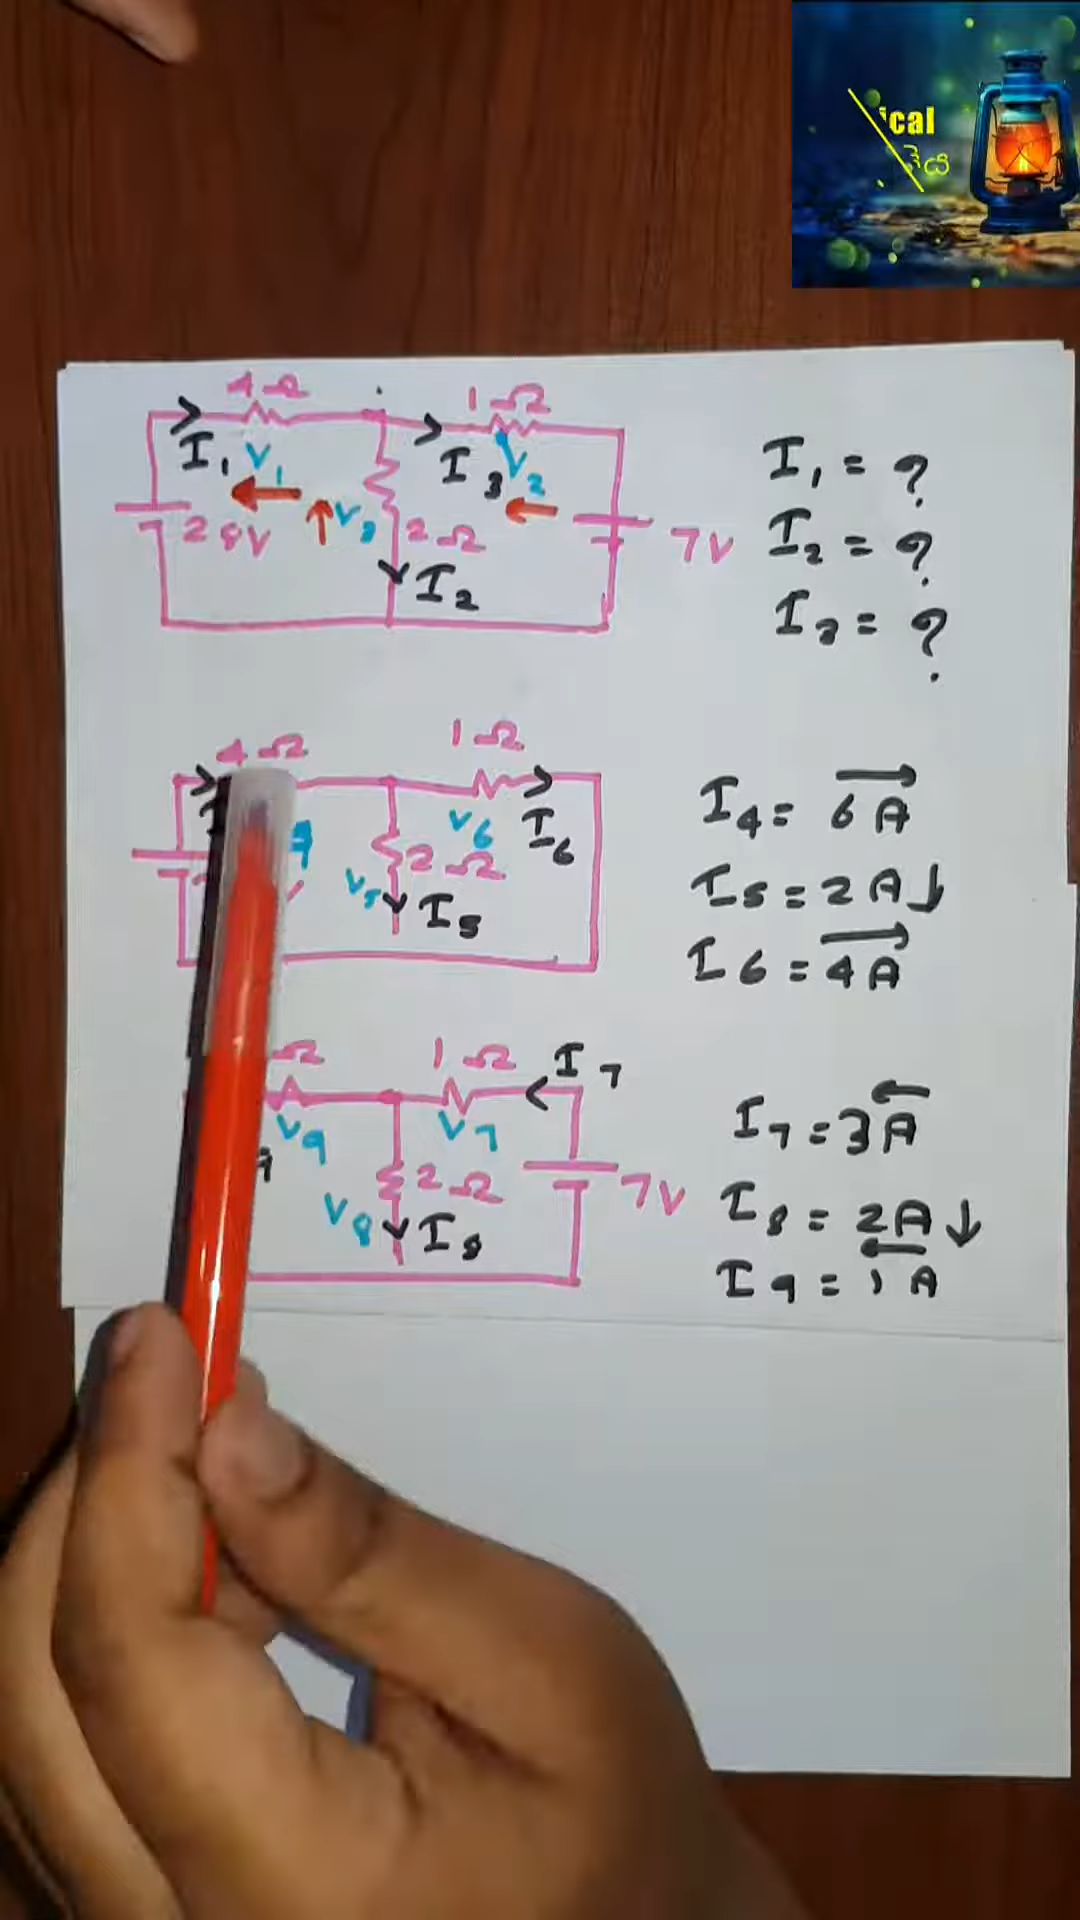 ical
4Ω
1Ω
I1
V1
I3
V2
V3
28V
2Ω
I2
7V
I1 = ?
I2 = ?
I3 = ?
4Ω
1Ω
V6
I6
2Ω
V5
I5
I4 = 6A
I5 = 2A↓
I6 = 4A
Ω
1Ω
I7
V9
V7
2Ω
V8
I8
7V
I7 = 3A
I8 = 2A↓
I9 = 1A